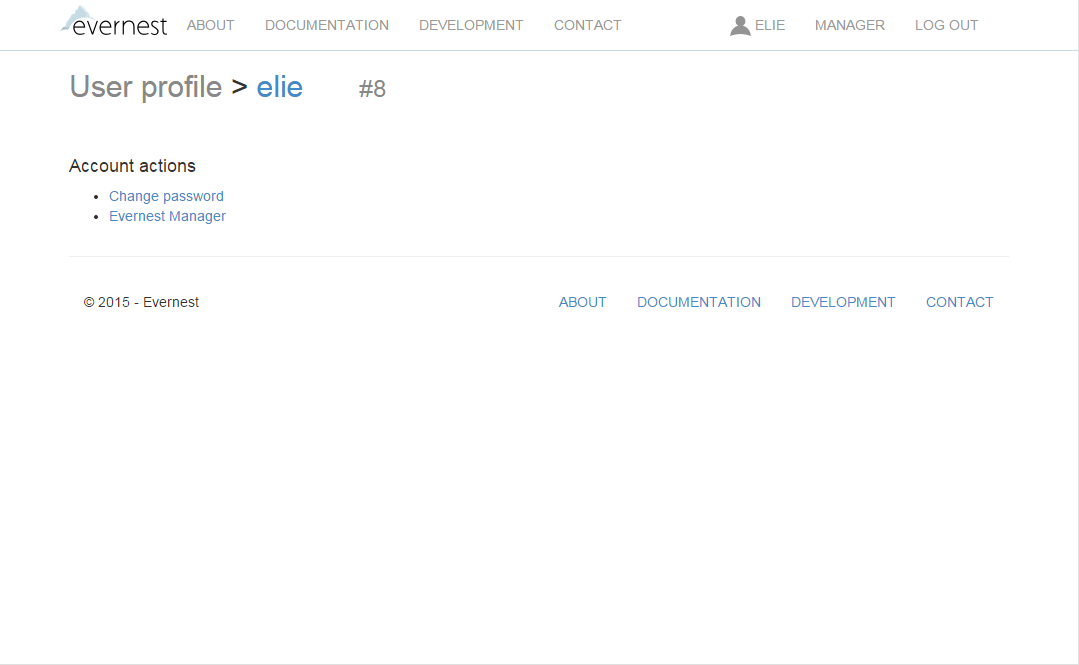 evernest ABOUT DOCUMENTATION DEVELOPMENT CONTACT ELIE MANAGER LOG OUT
User profile > elie #8
Account actions
Change password
Evernest Manager
© 2015 - Evernest ABOUT DOCUMENTATION DEVELOPMENT CONTACT